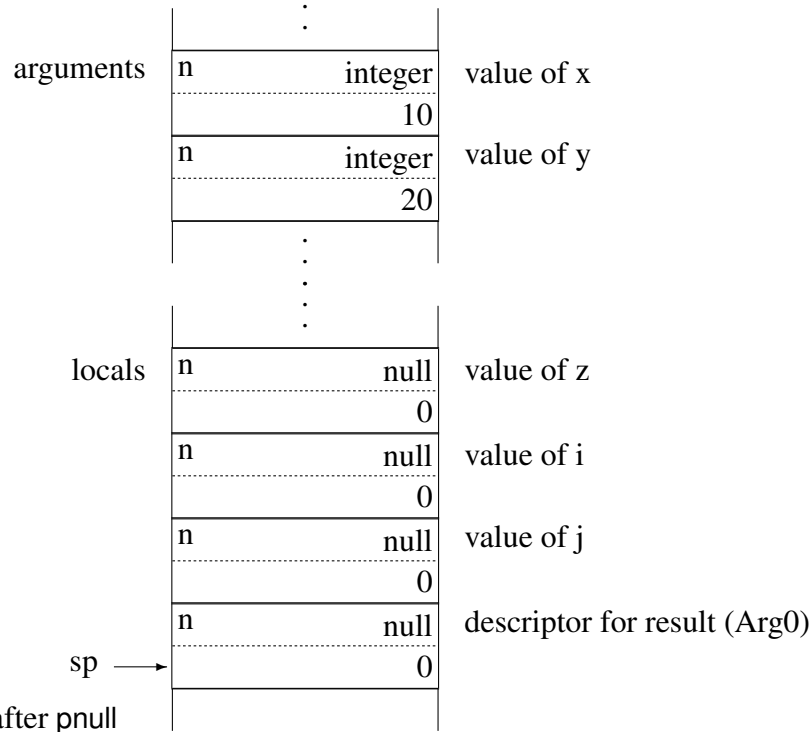 arguments n integer value of x
10
n integer value of y
20
locals n null value of z
0
n null value of i
0
n null value of j
0
n null descriptor for result (Arg0)
sp 0
after pnull